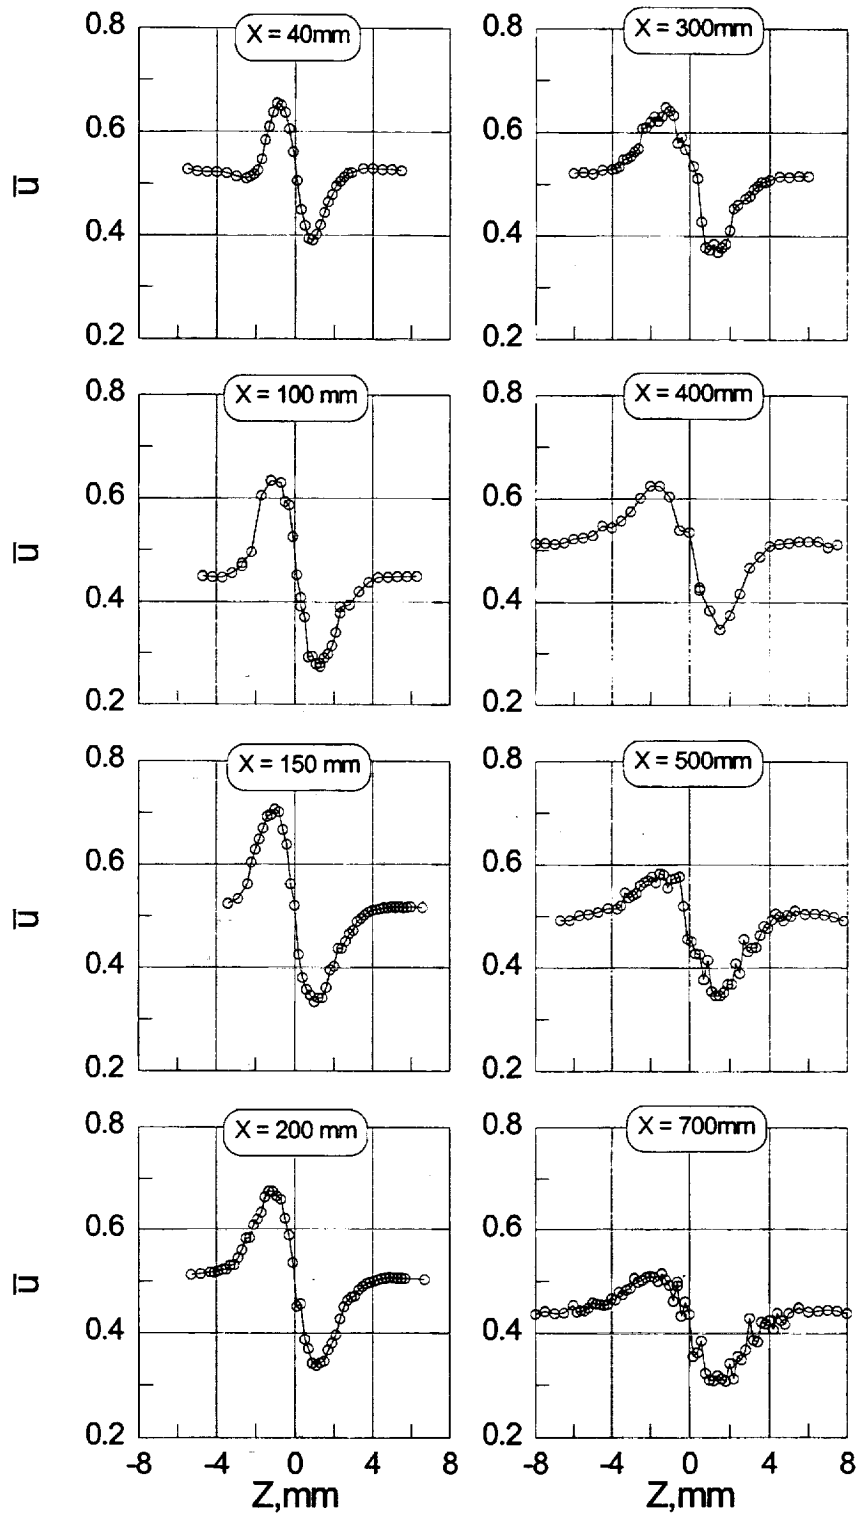 X = 40mm
0.8
0.6
0.4
0.2
u̅
X = 300mm
0.8
0.6
0.4
0.2
X = 100 mm
0.8
0.6
0.4
0.2
u̅
X = 400mm
0.8
0.6
0.4
0.2
X = 150 mm
0.8
0.6
0.4
0.2
u̅
X = 500mm
0.8
0.6
0.4
0.2
X = 200 mm
0.8
0.6
0.4
0.2
u̅
-8 -4 0 4 8
Z,mm
X = 700mm
0.8
0.6
0.4
0.2
-8 -4 0 4 8
Z,mm